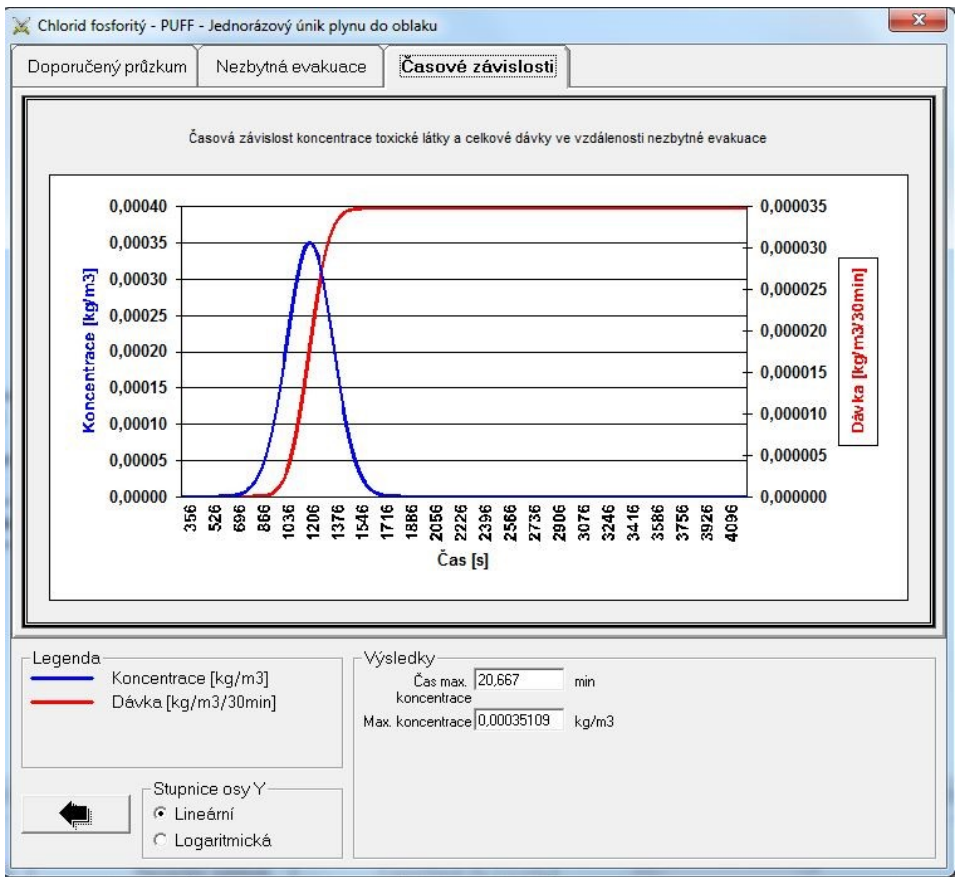 Chlorid fosforitý - PUFF - Jednorázový únik plynu do oblaku
Doporučený průzkum
Nezbytná evakuace
Časové závislosti
Časová závislost koncentrace toxické látky a celkové dávky ve vzdálenosti nezbytné evakuace
0,00040
0,00035
0,00030
0,00025
0,00020
0,00015
0,00010
0,00005
0,00000
Koncentrace [kg/m3]
0,000035
0,000030
0,000025
0,000020
0,000015
0,000010
0,000005
0,000000
Dávka [kg/m3/30min]
356 526 696 866 1036 1206 1376 1546 1716 1886 2056 2226 2396 2566 2736 2906 3076 3246 3416 3586 3756 3926 4096
Čas [s]
Legenda
Koncentrace [kg/m3]
Dávka [kg/m3/30min]
Výsledky
Čas max. koncentrace 20,667 min
Max. koncentrace 0,00035109 kg/m3
Stupnice osy Y
Lineární
Logaritmická